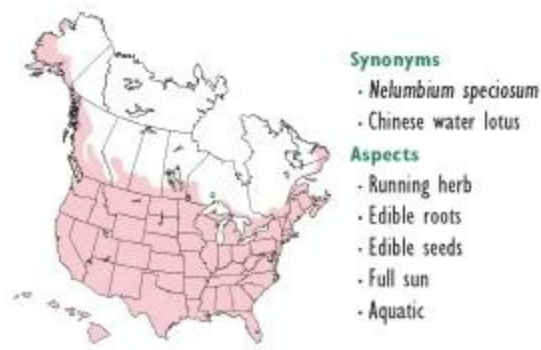 Synonyms
· Nelumbium speciosum
· Chinese water lotus
Aspects
· Running herb
· Edible roots
· Edible seeds
· Full sun
· Aquatic